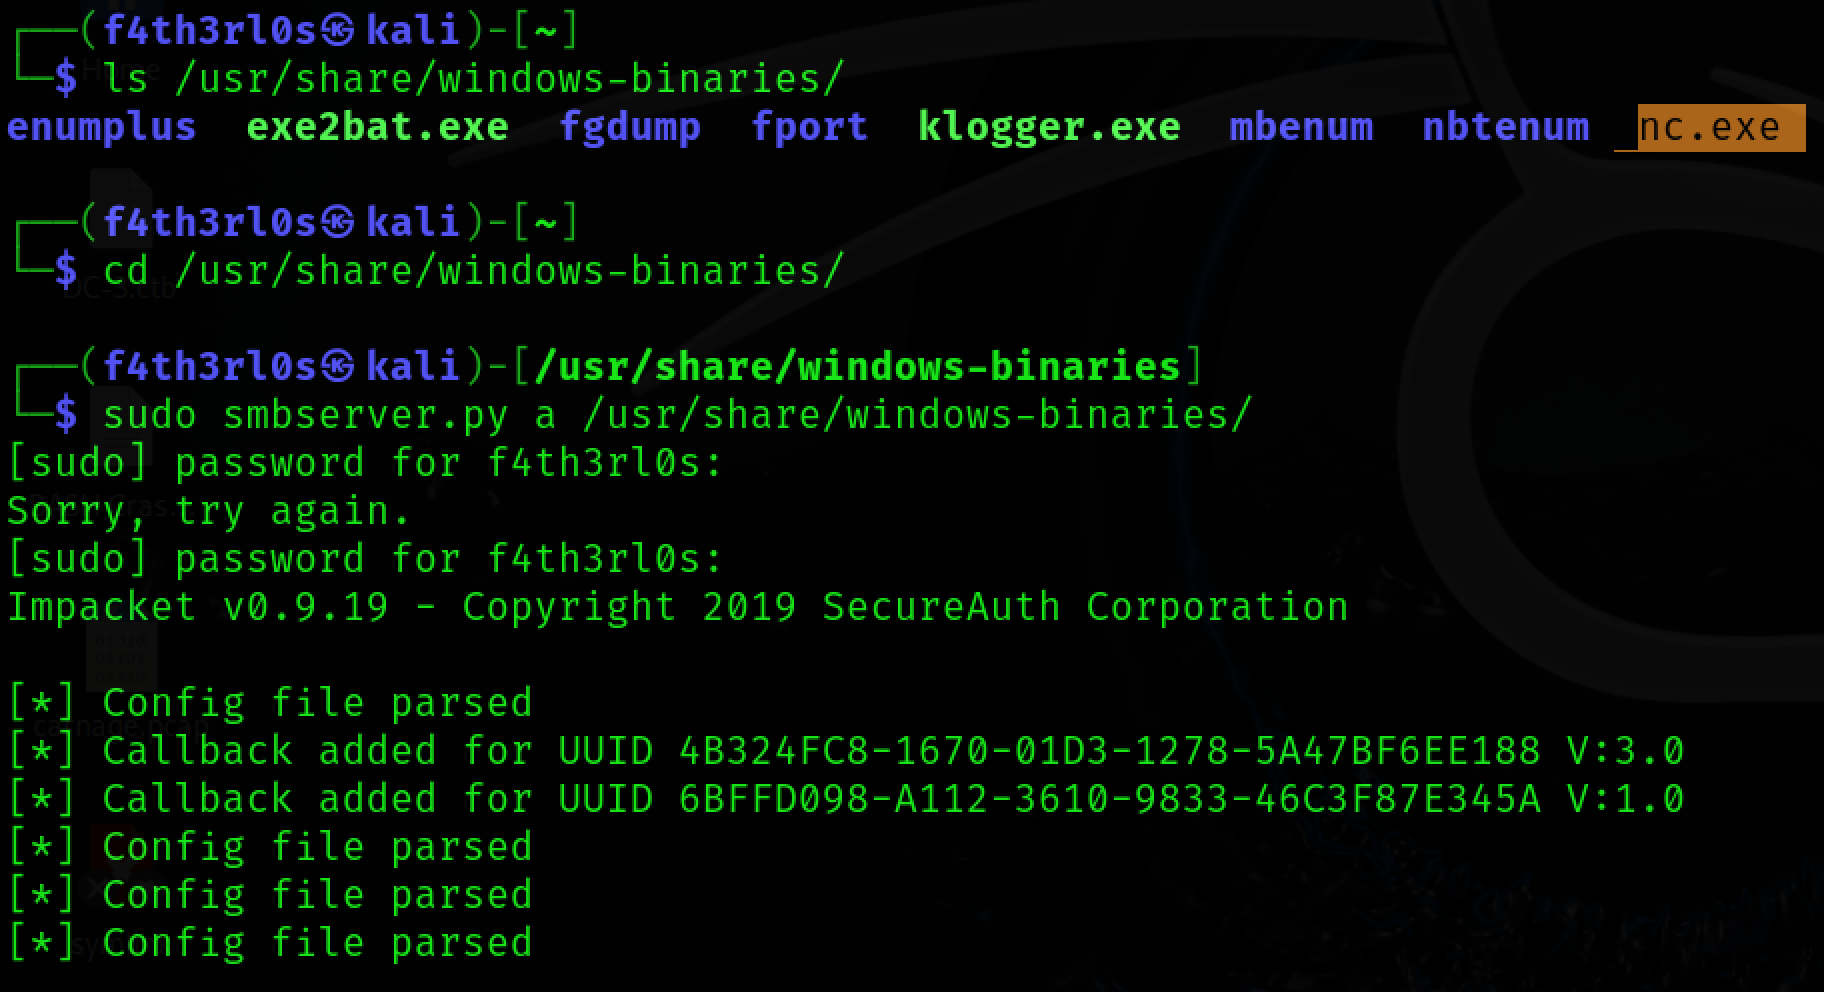 ┌──(f4th3rl0s㉿kali)-[~]
└─$ ls /usr/share/windows-binaries/
enumplus  exe2bat.exe  fgdump  fport  klogger.exe  mbenum  nbtenum  nc.exe
┌──(f4th3rl0s㉿kali)-[~]
└─$ cd /usr/share/windows-binaries/
┌──(f4th3rl0s㉿kali)-[/usr/share/windows-binaries]
└─$ sudo smbserver.py a /usr/share/windows-binaries/
[sudo] password for f4th3rl0s:
Sorry, try again.
[sudo] password for f4th3rl0s:
Impacket v0.9.19 - Copyright 2019 SecureAuth Corporation
[*] Config file parsed
[*] Callback added for UUID 4B324FC8-1670-01D3-1278-5A47BF6EE188 V:3.0
[*] Callback added for UUID 6BFFD098-A112-3610-9833-46C3F87E345A V:1.0
[*] Config file parsed
[*] Config file parsed
[*] Config file parsed